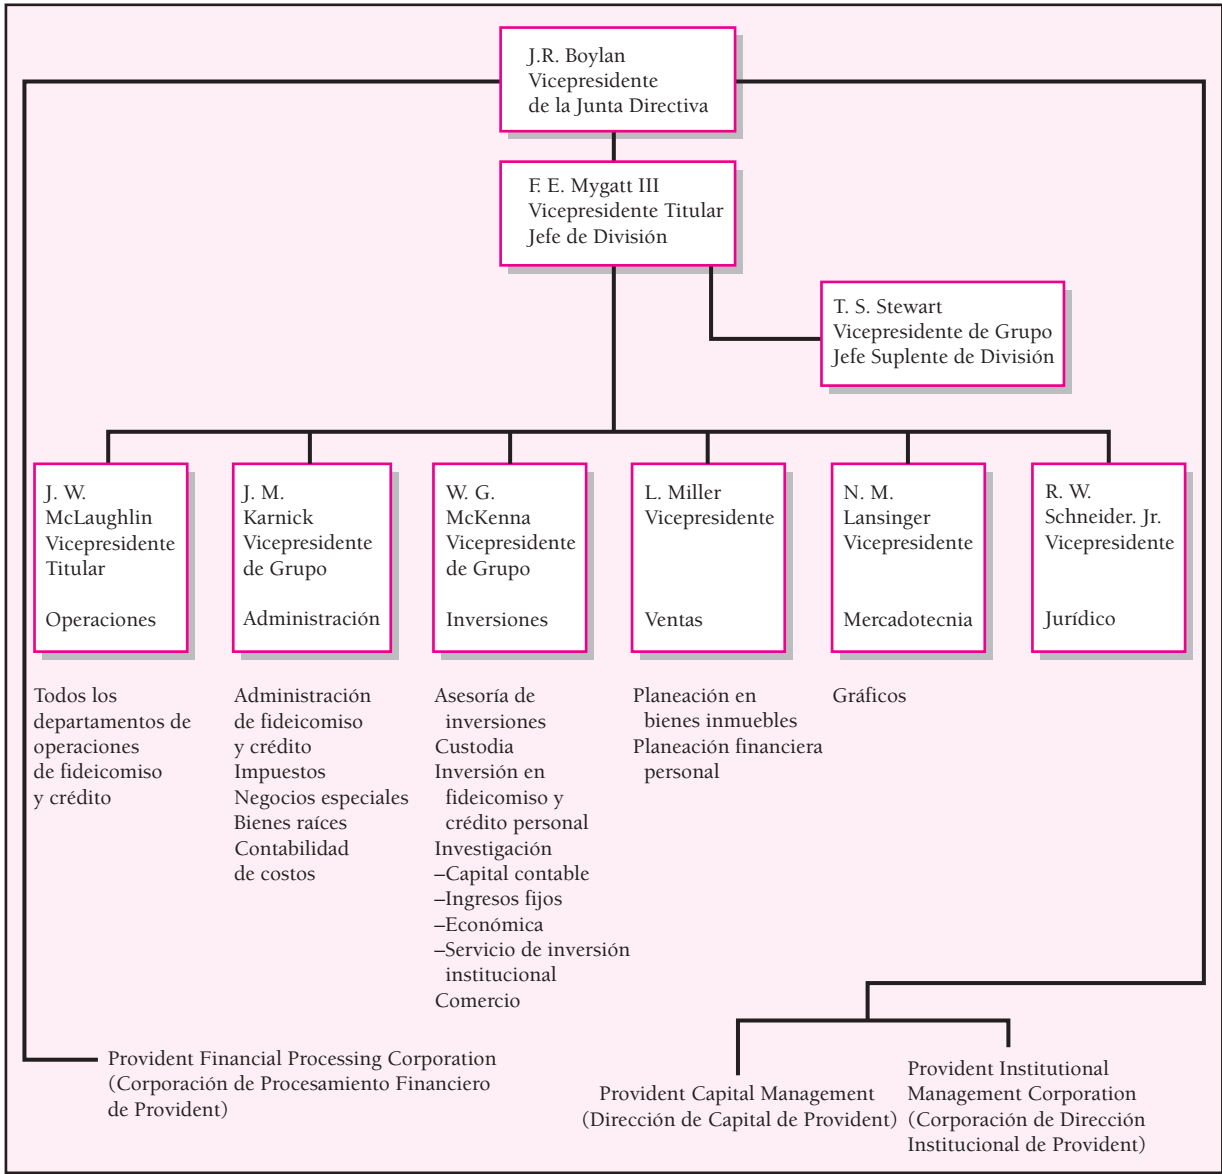 J.R. Boylan
Vicepresidente
de la Junta Directiva
F. E. Mygatt III
Vicepresidente Titular
Jefe de División
T. S. Stewart
Vicepresidente de Grupo
Jefe Suplente de División
J. W.
McLaughlin
Vicepresidente
Titular
Operaciones
J. M.
Karnick
Vicepresidente
de Grupo
Administración
W. G.
McKenna
Vicepresidente
de Grupo
Inversiones
L. Miller
Vicepresidente
Ventas
N. M.
Lansinger
Vicepresidente
Mercadotecnia
R. W.
Schneider. Jr.
Vicepresidente
Jurídico
Todos los
departamentos de
operaciones
de fideicomiso
y crédito
Administración
de fideicomiso
y crédito
Impuestos
Negocios especiales
Bienes raíces
Contabilidad
de costos
Asesoría de
inversiones
Custodia
Inversión en
fideicomiso y
crédito personal
Investigación
–Capital contable
–Ingresos fijos
–Económica
–Servicio de inversión
institucional
Comercio
Planeación en
bienes inmuebles
Planeación financiera
personal
Gráficos
Provident Financial Processing Corporation
(Corporación de Procesamiento Financiero
de Provident)
Provident Capital Management
(Dirección de Capital de Provident)
Provident Institutional
Management Corporation
(Corporación de Dirección
Institucional de Provident)